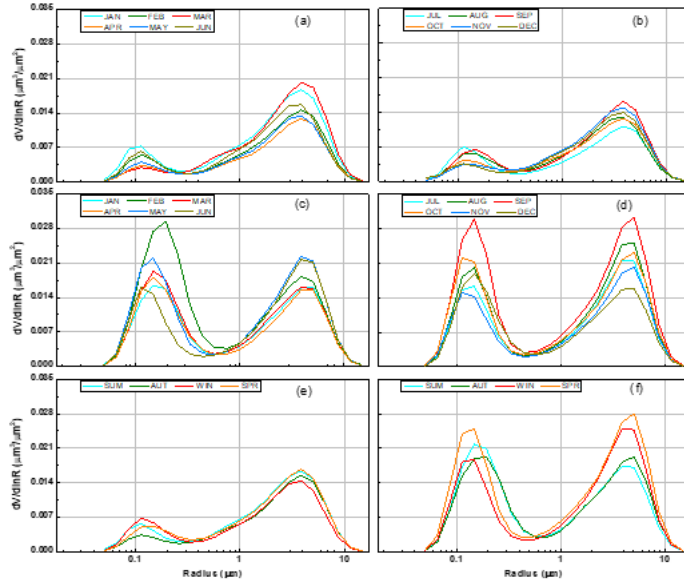 0.035
0.028
0.021
0.014
0.007
0.000
dV/dlnR (µm³/µm²)
JAN FEB MAR
APR MAY JUN
(a)
JUL AUG SEP
OCT NOV DEC
(b)
0.035
0.028
0.021
0.014
0.007
0.000
dV/dlnR (µm³/µm²)
JAN FEB MAR
APR MAY JUN
(c)
JUL AUG SEP
OCT NOV DEC
(d)
0.035
0.028
0.021
0.014
0.007
0.000
dV/dlnR (µm³/µm²)
SUM AUT WIN SPR
(e)
SUM AUT WIN SPR
(f)
0.1 1 10 0.1 1 10
Radius (µm) Radius (µm)